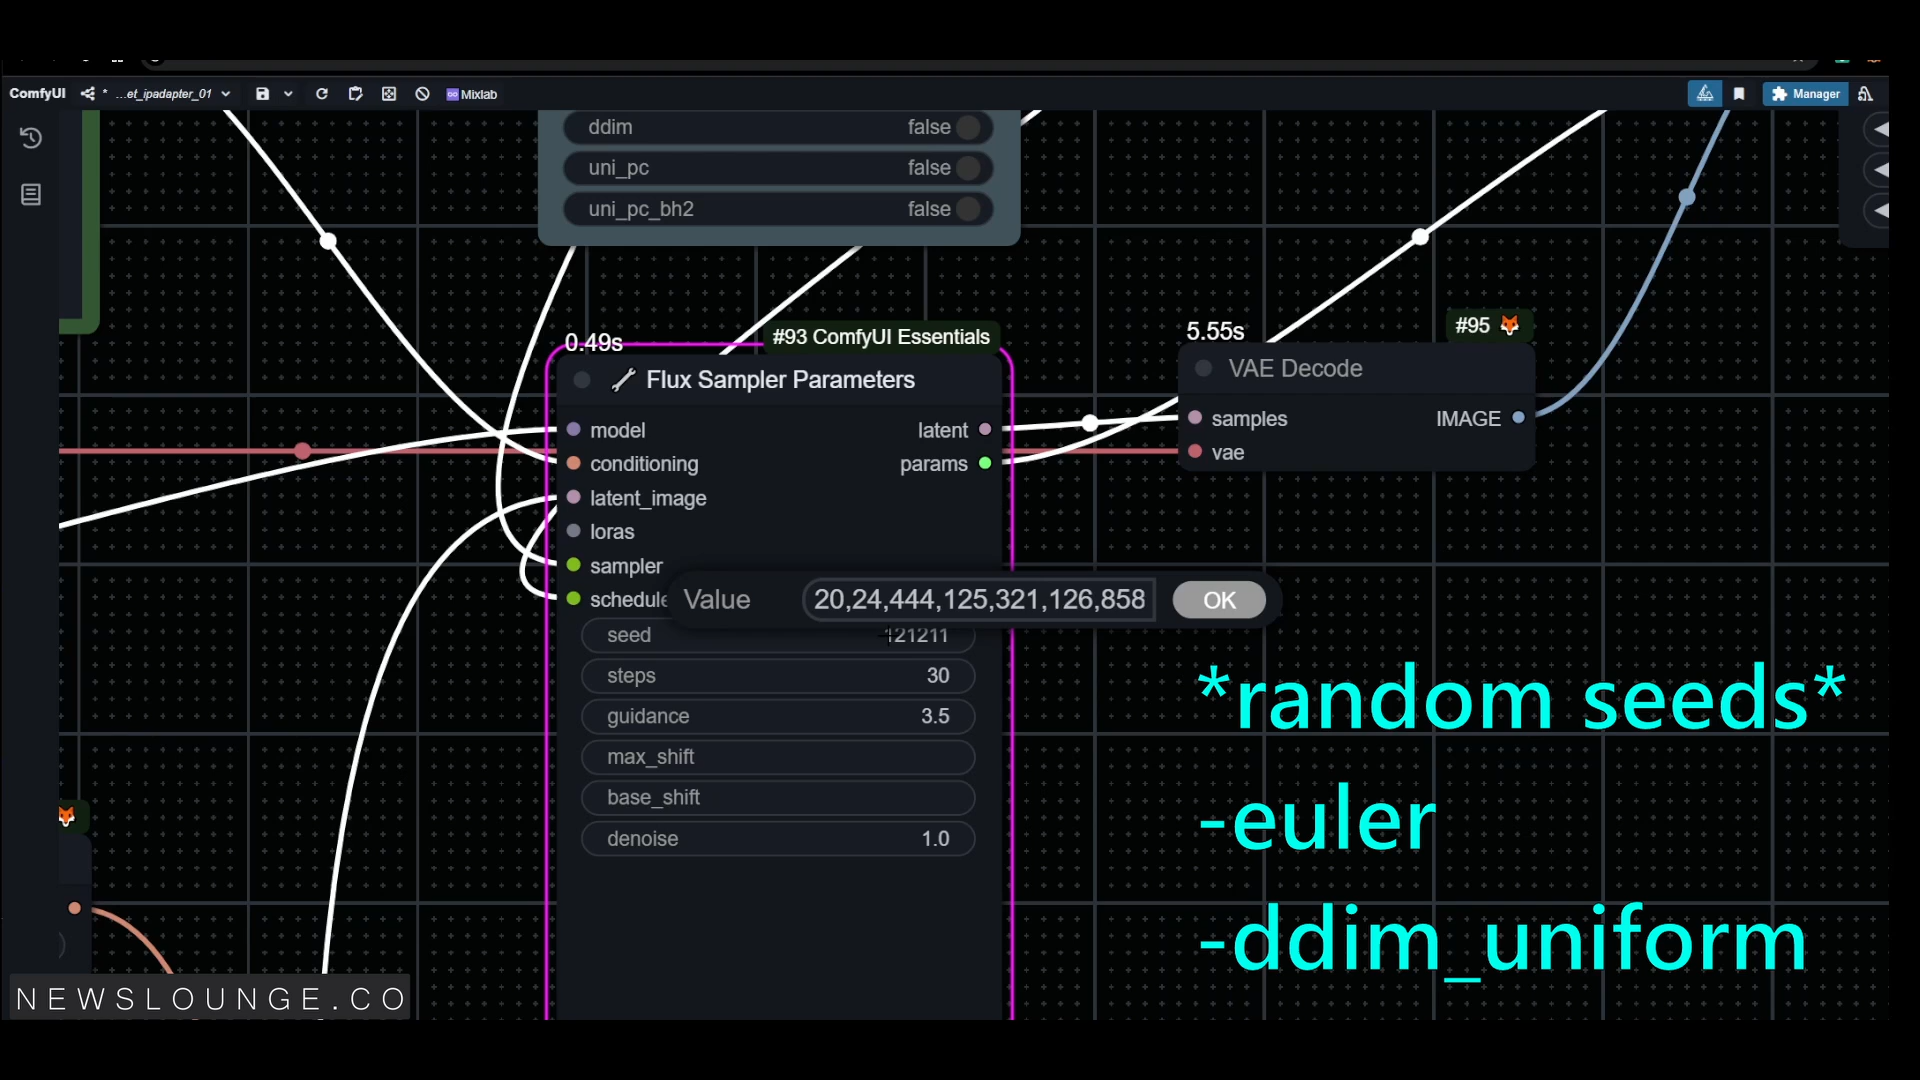 ComfyUI * ...et_ipadapter_01 Mixlab Manager
ddim false
uni_pc false
uni_pc_bh2 false
0.49s #93 ComfyUI Essentials
Flux Sampler Parameters
model latent
conditioning params
latent_image
loras
sampler
schedule
Value 20,24,444,125,321,126,858 OK
seed 21211
steps 30
guidance 3.5
max_shift
base_shift
denoise 1.0
5.55s #95
VAE Decode
samples IMAGE
vae
*random seeds*
-euler
-ddim_uniform
NEWSLOUNGE.CO